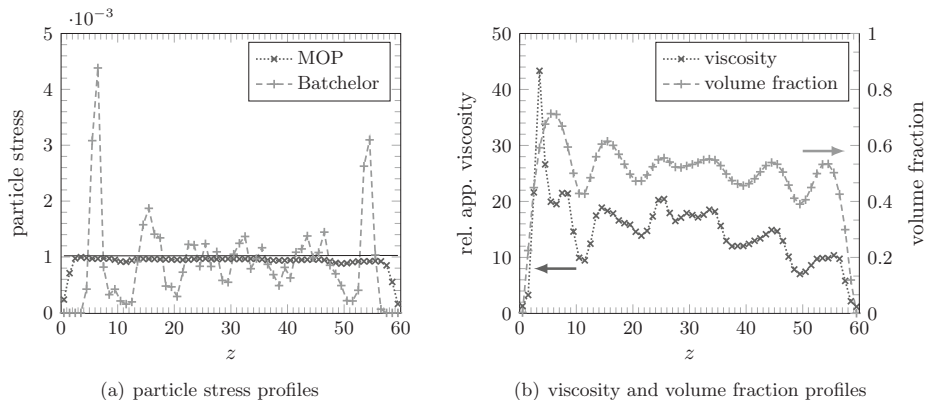 ·10−3
5
4
3
2
1
0
particle stress
MOP
Batchelor
0 10 20 30 40 50 60
z
(a) particle stress profiles
50
40
30
20
10
0
rel. app. viscosity
viscosity
volume fraction
1
0.8
0.6
0.4
0.2
0
volume fraction
0 10 20 30 40 50 60
z
(b) viscosity and volume fraction profiles